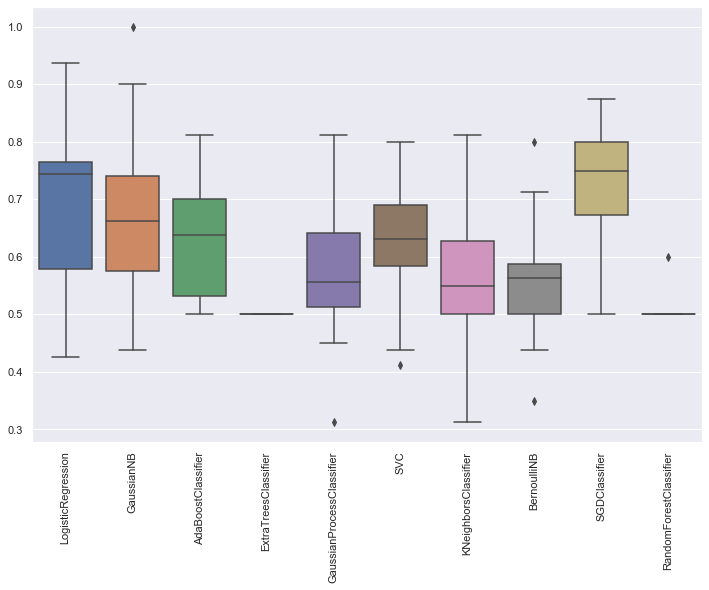 1.0
0.9
0.8
0.7
0.6
0.5
0.4
0.3
LogisticRegression
GaussianNB
AdaBoostClassifier
ExtraTreesClassifier
GaussianProcessClassifier
SVC
KNeighborsClassifier
BernoulliNB
SGDClassifier
RandomForestClassifier